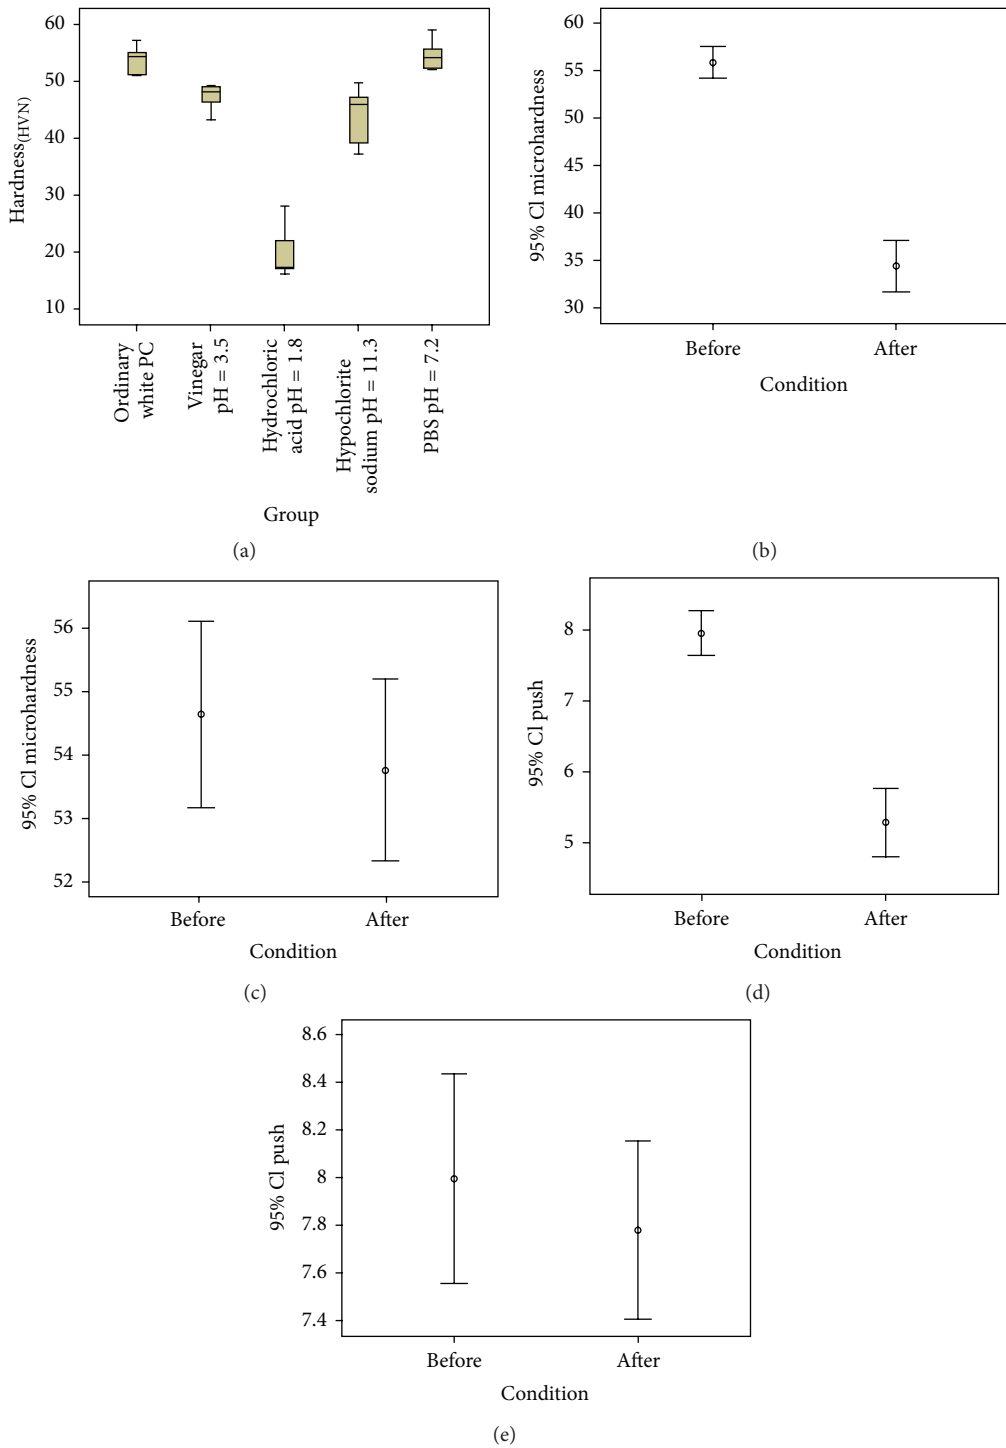 60
50
40
30
20
10
Hardness(HVN)
Ordinary
white PC
Vinegar
pH = 3.5
Hydrochloric
acid pH = 1.8
Hypochlorite
sodium pH = 11.3
PBS pH = 7.2
Group
(a)
60
55
50
45
40
35
30
95% Cl microhardness
Before
After
Condition
(b)
56
55
54
53
52
95% Cl microhardness
Before
After
Condition
(c)
8
7
6
5
95% Cl push
Before
After
Condition
(d)
8.6
8.4
8.2
8
7.8
7.6
7.4
95% Cl push
Before
After
Condition
(e)